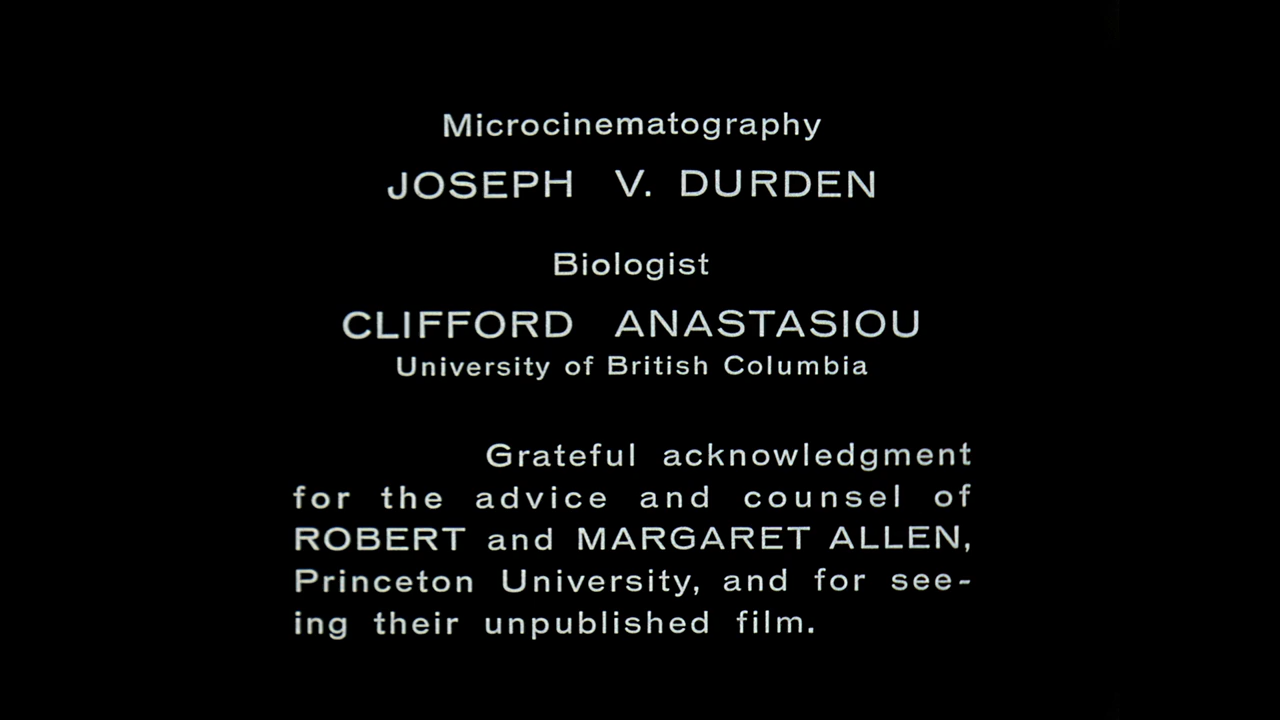 Microcinematography
JOSEPH V. DURDEN
Biologist
CLIFFORD ANASTASIOU
University of British Columbia
Grateful acknowledgment
for the advice and counsel of
ROBERT and MARGARET ALLEN,
Princeton University, and for see-
ing their unpublished film.